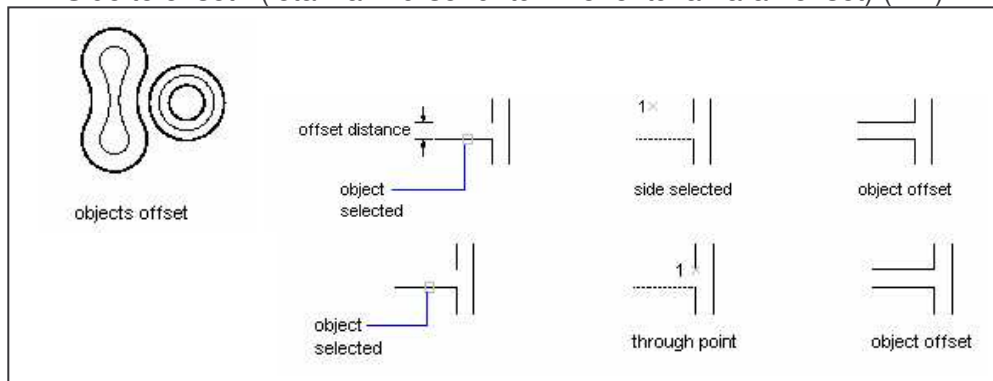 objects offset
offset distance
object
selected
1
side selected
object offset
object
selected
1
through point
object offset